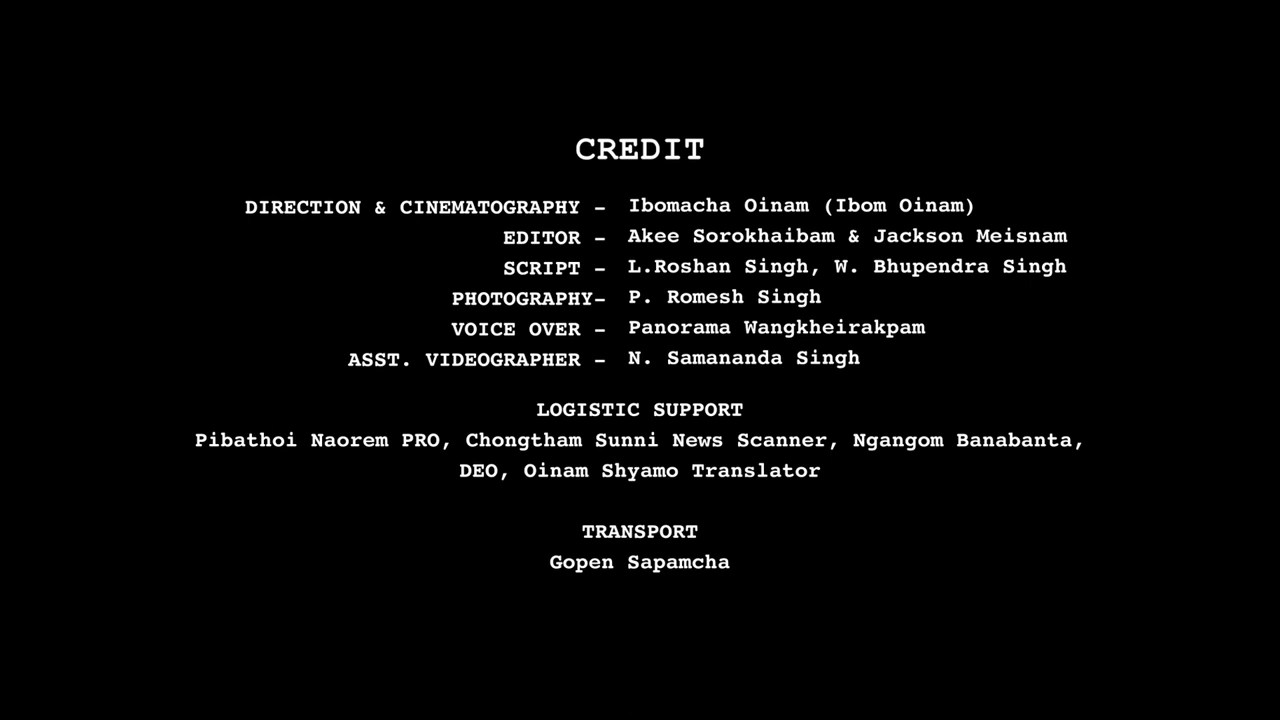 CREDIT
DIRECTION & CINEMATOGRAPHY - Ibomacha Oinam (Ibom Oinam)
EDITOR - Akee Sorokhaibam & Jackson Meisnam
SCRIPT - L.Roshan Singh, W. Bhupendra Singh
PHOTOGRAPHY- P. Romesh Singh
VOICE OVER - Panorama Wangkheirakpam
ASST. VIDEOGRAPHER - N. Samananda Singh
LOGISTIC SUPPORT
Pibathoi Naorem PRO, Chongtham Sunni News Scanner, Ngangom Banabanta,
DEO, Oinam Shyamo Translator
TRANSPORT
Gopen Sapamcha